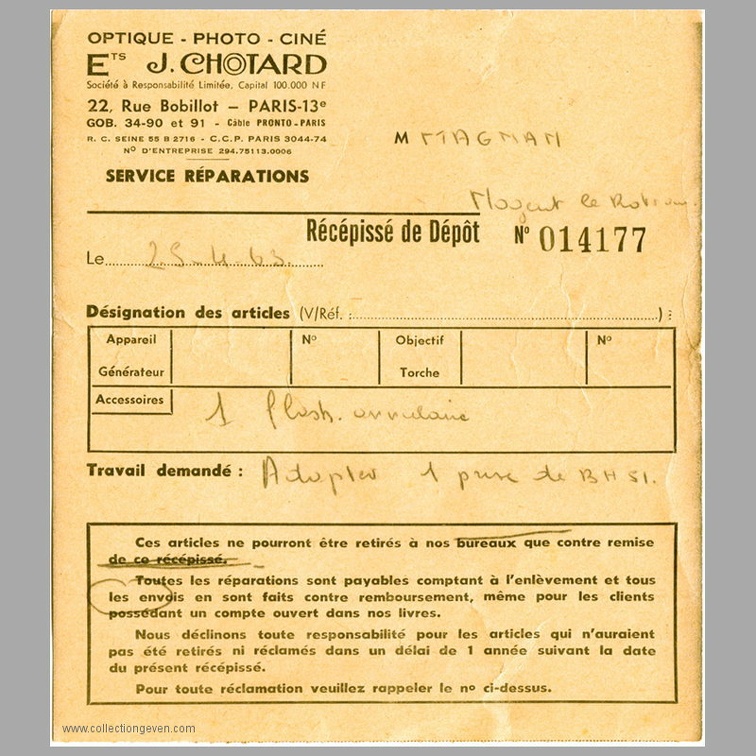 OPTIQUE - PHOTO - CINÉ
ETS J. CHOTARD
Société à Responsabilité Limitée, Capital 100.000 NF
22, Rue Bobillot – PARIS-13e
GOB. 34-90 et 91 - Câble PRONTO-PARIS
R. C. SEINE 55 B 2716 - C.C.P. PARIS 3044-74
No D'ENTREPRISE 294.75113.0006
SERVICE RÉPARATIONS
M MAGNAN
Nogent le Rotrou.
Récépissé de Dépôt No 014177
Le 25-4-63
Désignation des articles (V/Réf. : ) :
Appareil No Objectif No
Générateur Torche
Accessoires 1 flash annulaire
Travail demandé : Adapter 1 prise de BH 51.
Ces articles ne pourront être retirés à nos bureaux que contre remise
de ce récépissé.
Toutes les réparations sont payables comptant à l'enlèvement et tous
les envois en sont faits contre remboursement, même pour les clients
possédant un compte ouvert dans nos livres.
Nous déclinons toute responsabilité pour les articles qui n'auraient
pas été retirés ni réclamés dans un délai de 1 année suivant la date
du présent récépissé.
Pour toute réclamation veuillez rappeler le no ci-dessus.
www.collectiongeven.com